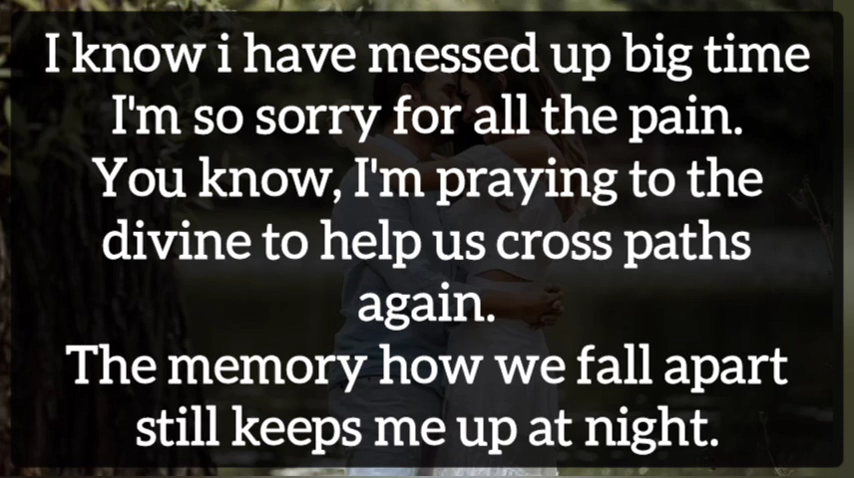 I know i have messed up big time
I'm so sorry for all the pain.
You know, I'm praying to the
divine to help us cross paths
again.
The memory how we fall apart
still keeps me up at night.